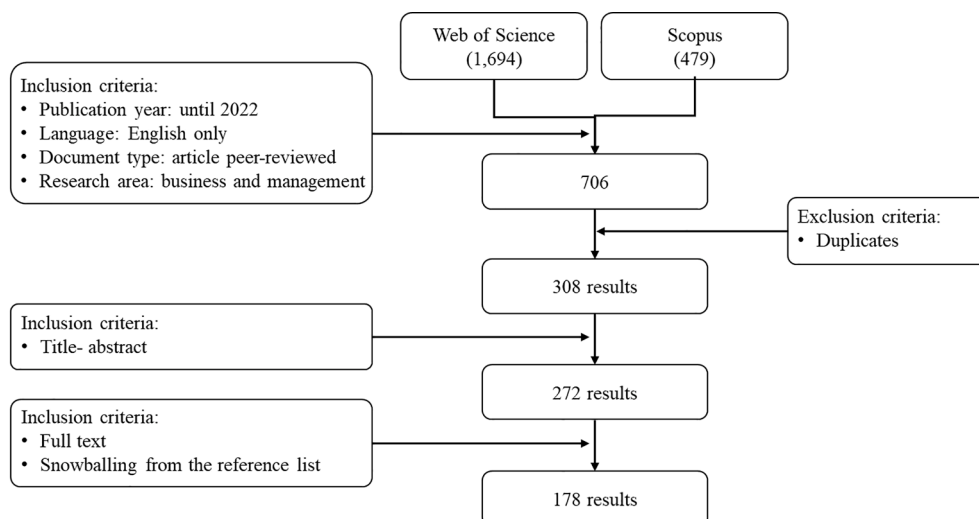 Web of Science
(1,694)
Scopus
(479)
Inclusion criteria:
• Publication year: until 2022
• Language: English only
• Document type: article peer-reviewed
• Research area: business and management
706
Exclusion criteria:
• Duplicates
308 results
Inclusion criteria:
• Title- abstract
272 results
Inclusion criteria:
• Full text
• Snowballing from the reference list
178 results